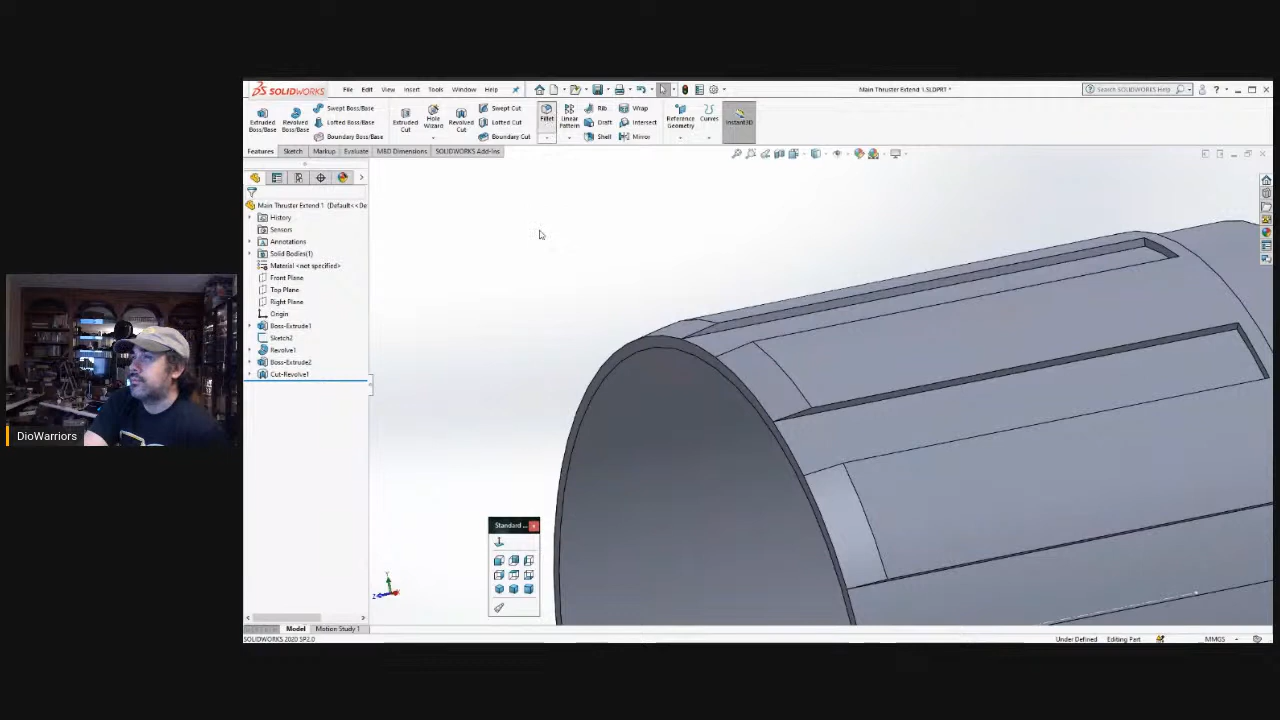 SOLIDWORKS
File
Edit
View
Insert
Tools
Window
Help
Main Thruster Extend 1.SLDPRT *
Search SOLIDWORKS Help
?
Extruded Boss/Base
Revolved Boss/Base
Swept Boss/Base
Lofted Boss/Base
Boundary Boss/Base
Extruded Cut
Hole Wizard
Revolved Cut
Swept Cut
Lofted Cut
Boundary Cut
Fillet
Linear Pattern
Rib
Draft
Shell
Wrap
Intersect
Mirror
Reference Geometry
Curves
Instant3D
Features
Sketch
Markup
Evaluate
MBD Dimensions
SOLIDWORKS Add-Ins
Main Thruster Extend 1 (Default<<De
History
Sensors
Annotations
Solid Bodies(1)
Material <not specified>
Front Plane
Top Plane
Right Plane
Origin
Boss-Extrude1
Sketch2
Revolve1
Boss-Extrude2
Cut-Revolve1
DioWarriors
Standard ...
Y
Z
Model
Motion Study 1
SOLIDWORKS 2020 SP2.0
Under Defined
Editing Part
MMGS